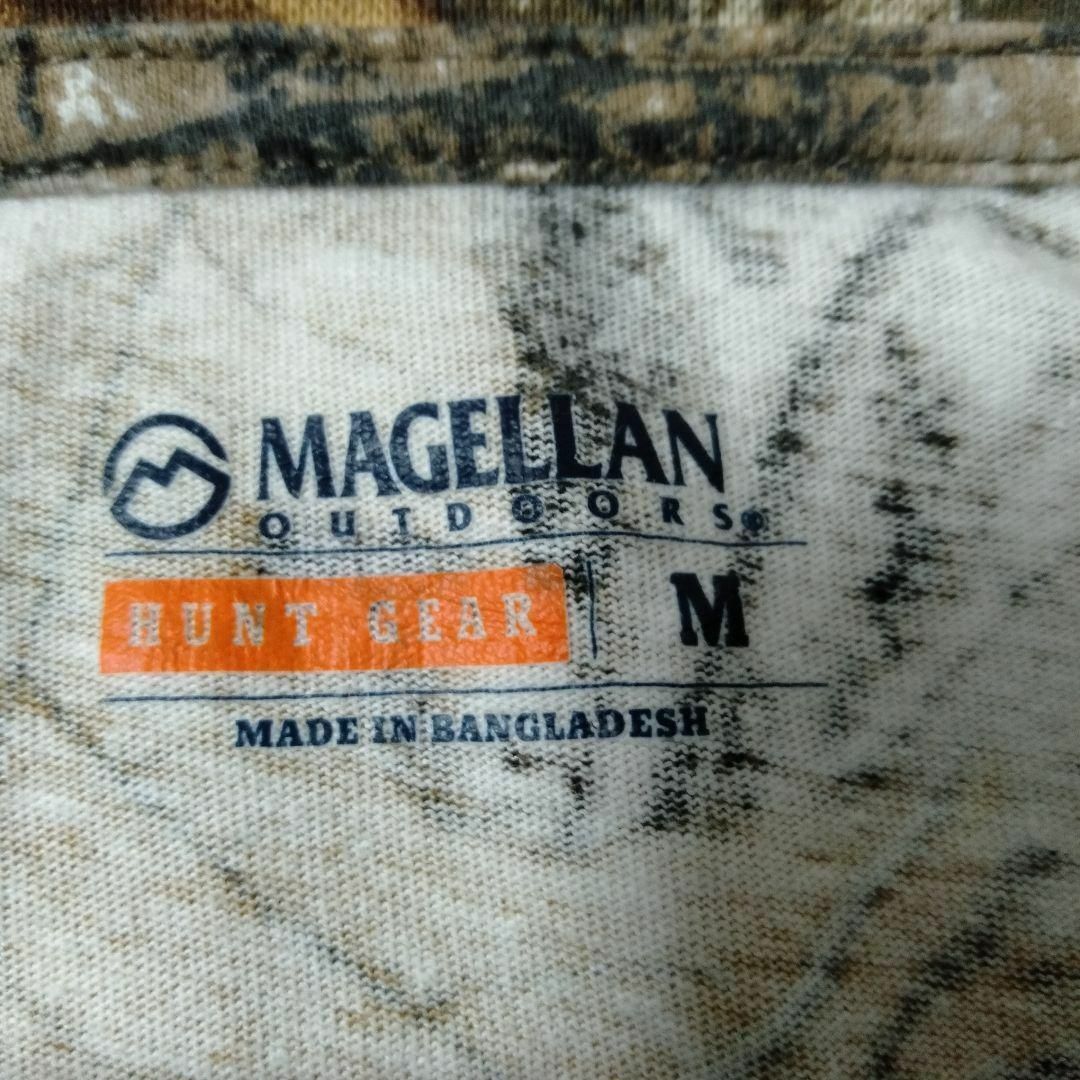 MAGELLAN
OUTDOORS®
HUNT GEAR | M
MADE IN BANGLADESH